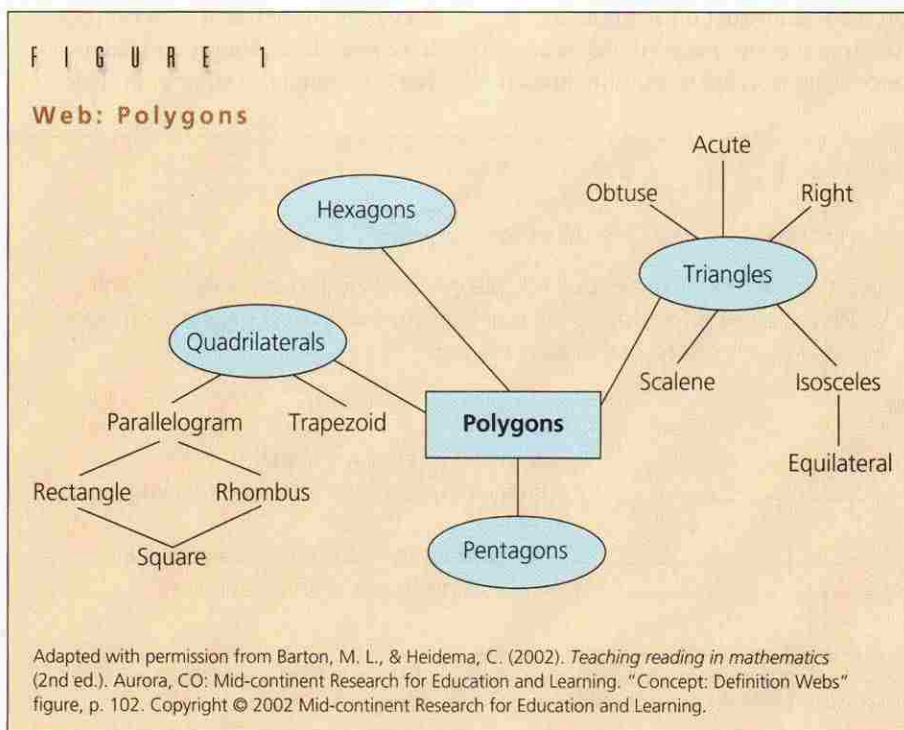 FIGURE 1
Web: Polygons
Acute
Obtuse
Right
Hexagons
Triangles
Quadrilaterals
Scalene
Isosceles
Parallelogram
Trapezoid
Polygons
Equilateral
Rectangle
Rhombus
Square
Pentagons
Adapted with permission from Barton, M. L., & Heidema, C. (2002). Teaching reading in mathematics
(2nd ed.). Aurora, CO: Mid-continent Research for Education and Learning. "Concept: Definition Webs"
figure, p. 102. Copyright © 2002 Mid-continent Research for Education and Learning.